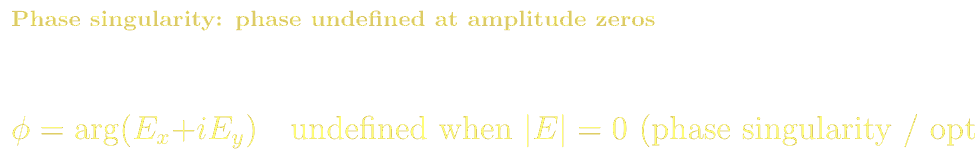 Phase singularity: phase undefined at amplitude zeros
ϕ = arg(E_x+iE_y) undefined when |E| = 0 (phase singularity / opt